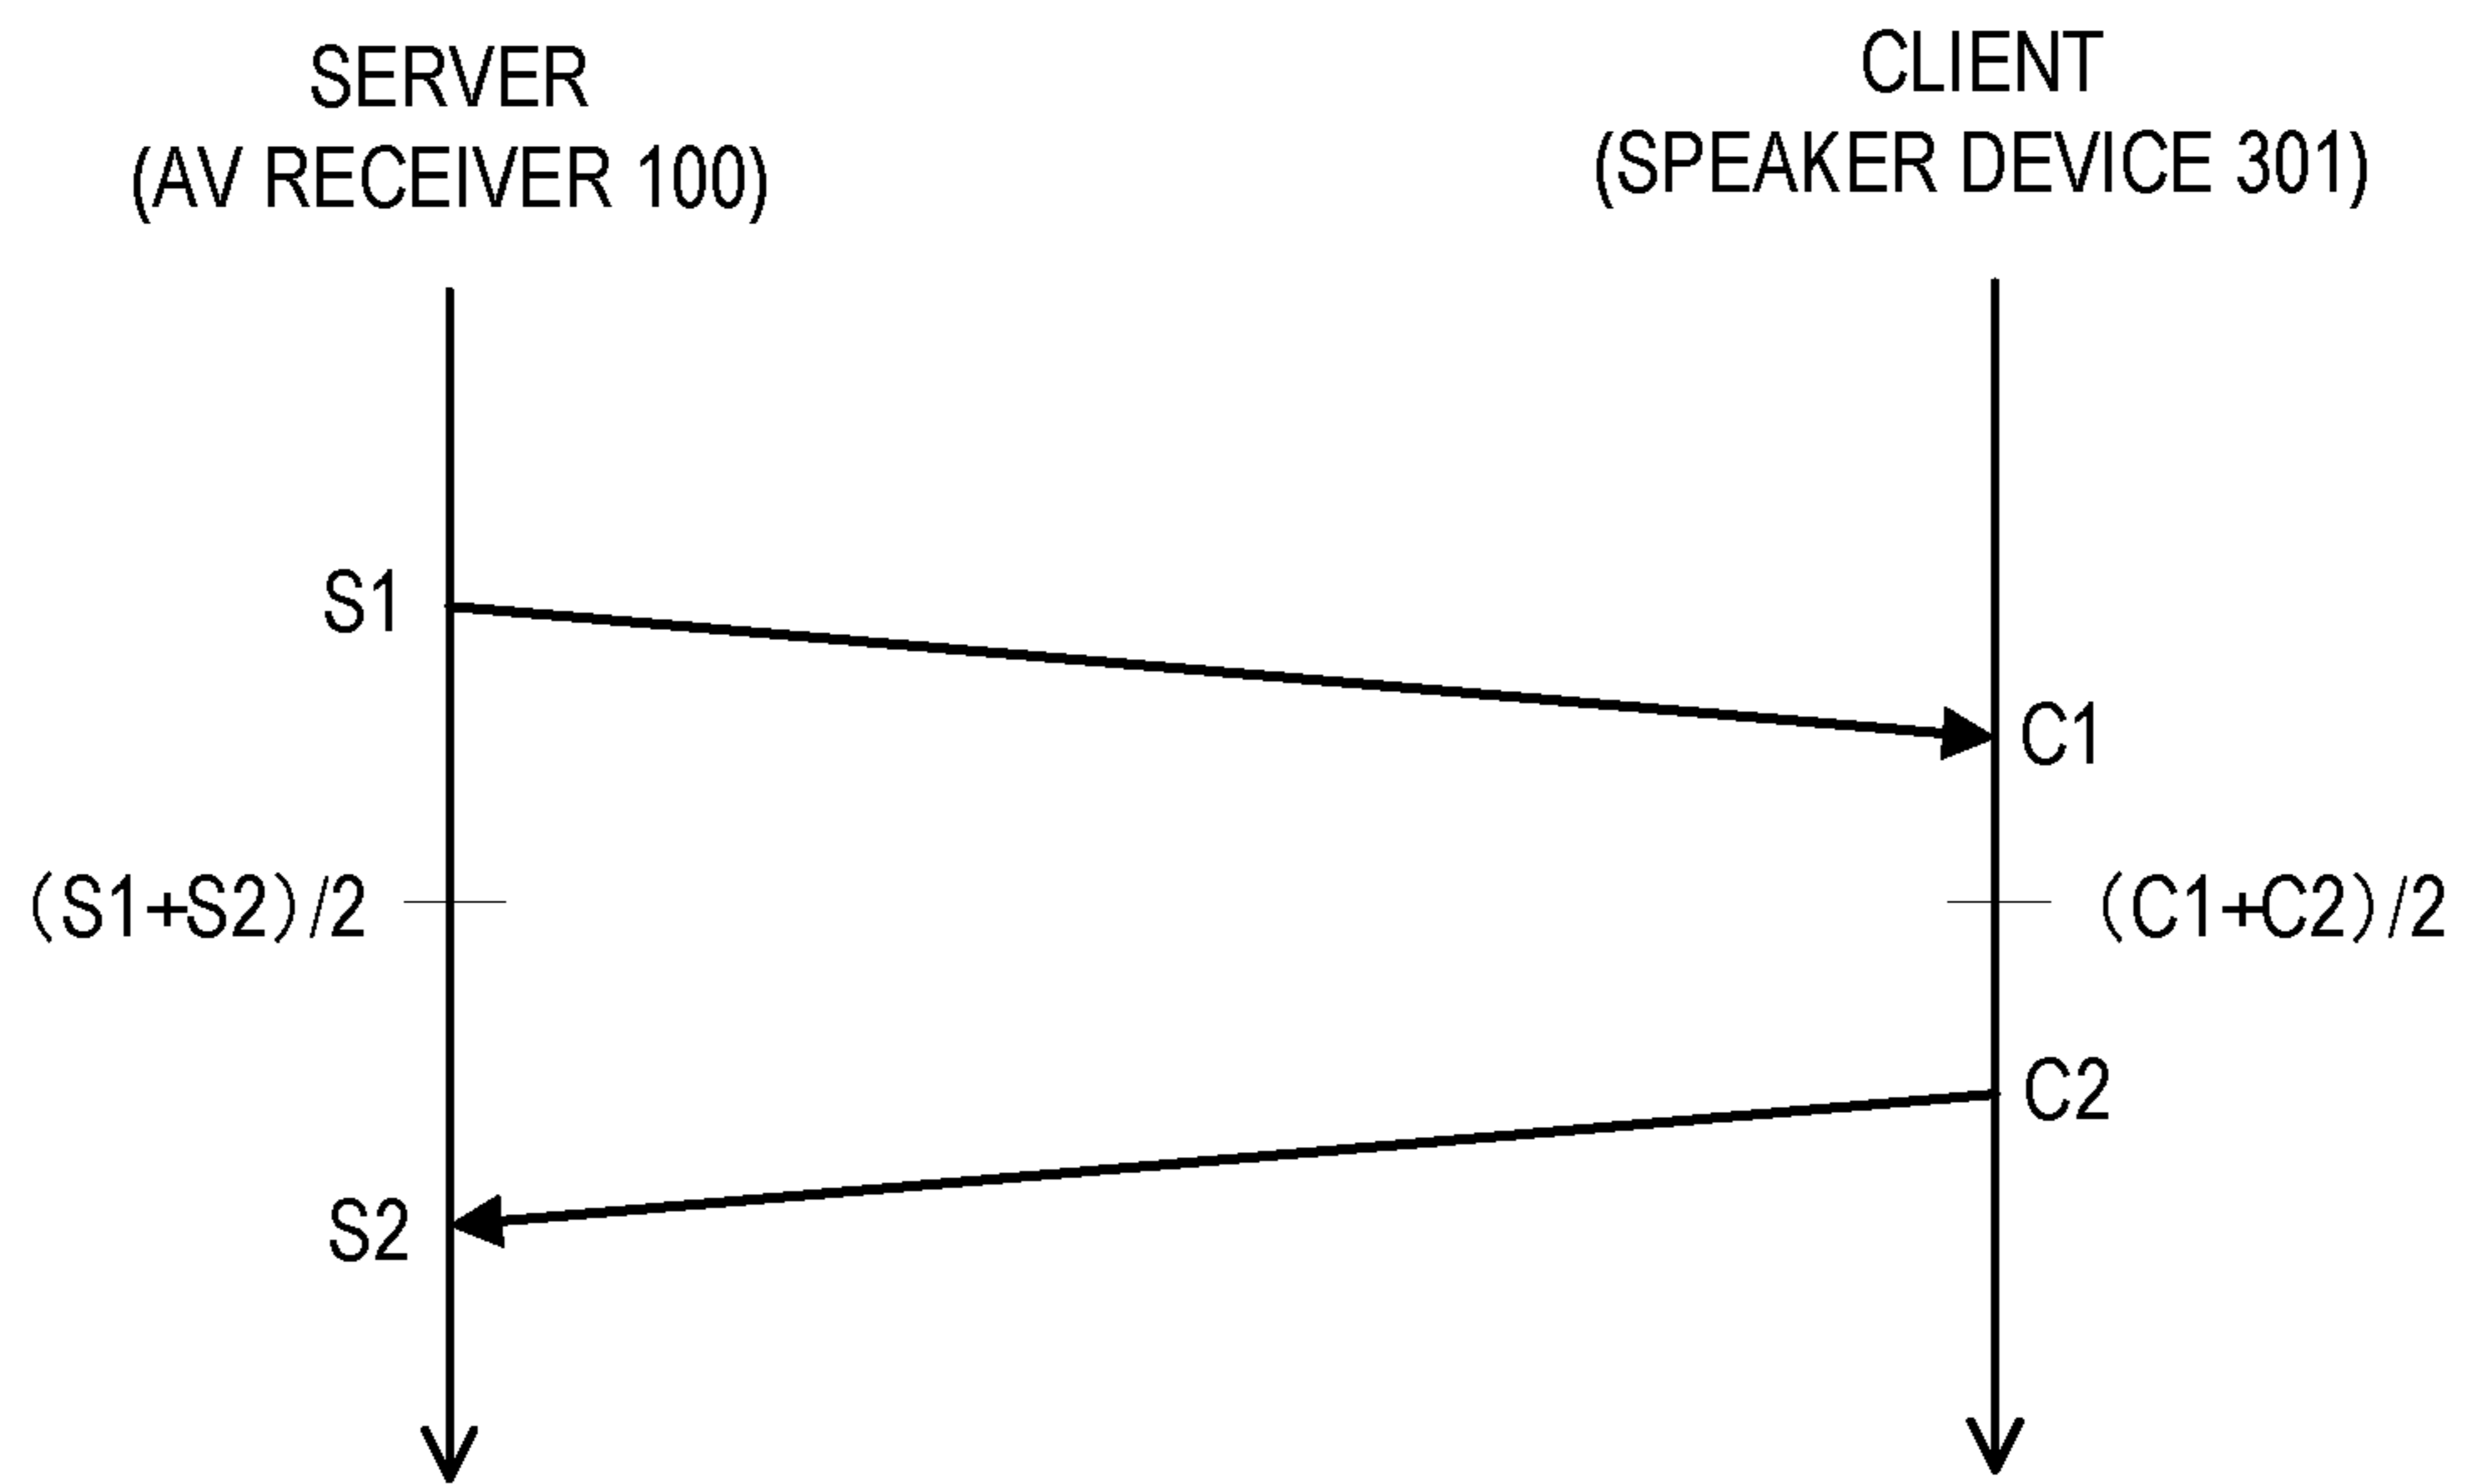 SERVER
(AV RECEIVER 100)
CLIENT
(SPEAKER DEVICE 301)
S1
C1
(S1+S2)/2
(C1+C2)/2
C2
S2